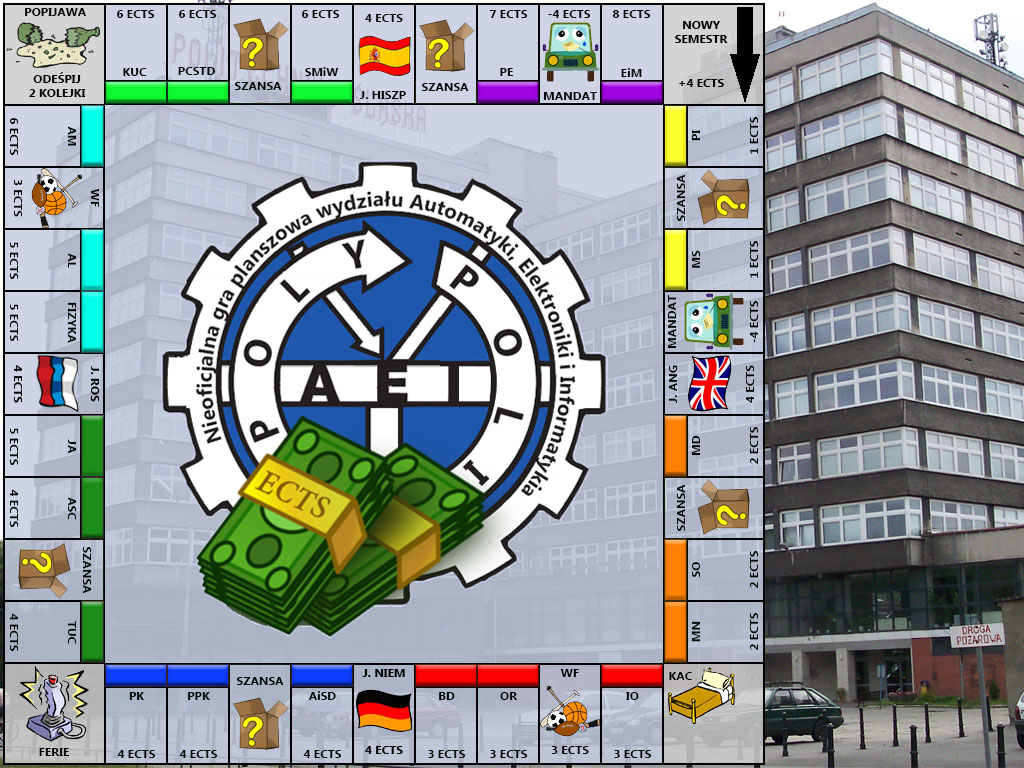 POPIJAWA
ODEŚPIJ
2 KOLEJKI
6 ECTS
KUC
6 ECTS
PCSTD
SZANSA
6 ECTS
SMiW
4 ECTS
J. HISZP
SZANSA
7 ECTS
PE
-4 ECTS
MANDAT
8 ECTS
EiM
NOWY
SEMESTR
+4 ECTS
PI
1 ECTS
SZANSA
MS
1 ECTS
MANDAT
-4 ECTS
J. ANG
4 ECTS
MD
2 ECTS
SZANSA
SO
2 ECTS
MN
2 ECTS
KAC
IO
3 ECTS
WF
3 ECTS
OR
3 ECTS
BD
3 ECTS
J. NIEM
4 ECTS
AiSD
4 ECTS
SZANSA
PPK
4 ECTS
PK
4 ECTS
FERIE
TUC
4 ECTS
SZANSA
ASC
4 ECTS
JA
5 ECTS
J. ROS
4 ECTS
FIZYKA
5 ECTS
AL
5 ECTS
WF
3 ECTS
AM
6 ECTS
Nieoficjalna gra planszowa wydziału Automatyki, Elektroniki i Informatykia
POLY POLI
AEI
ECTS
DROGA
POŻAROWA